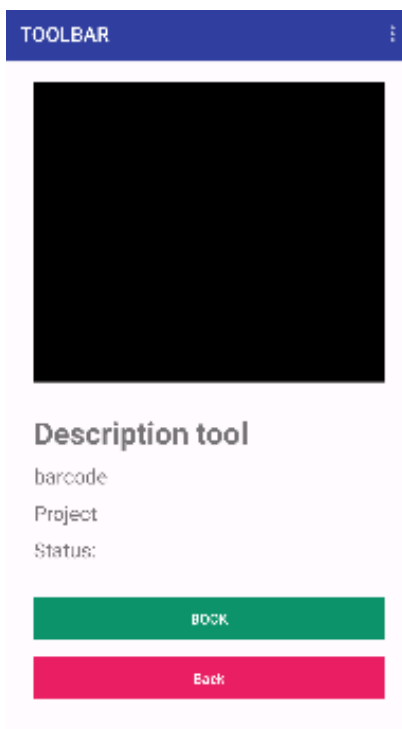 TOOLBAR
Description tool
barcode
Project
Status:
BOOK
Back